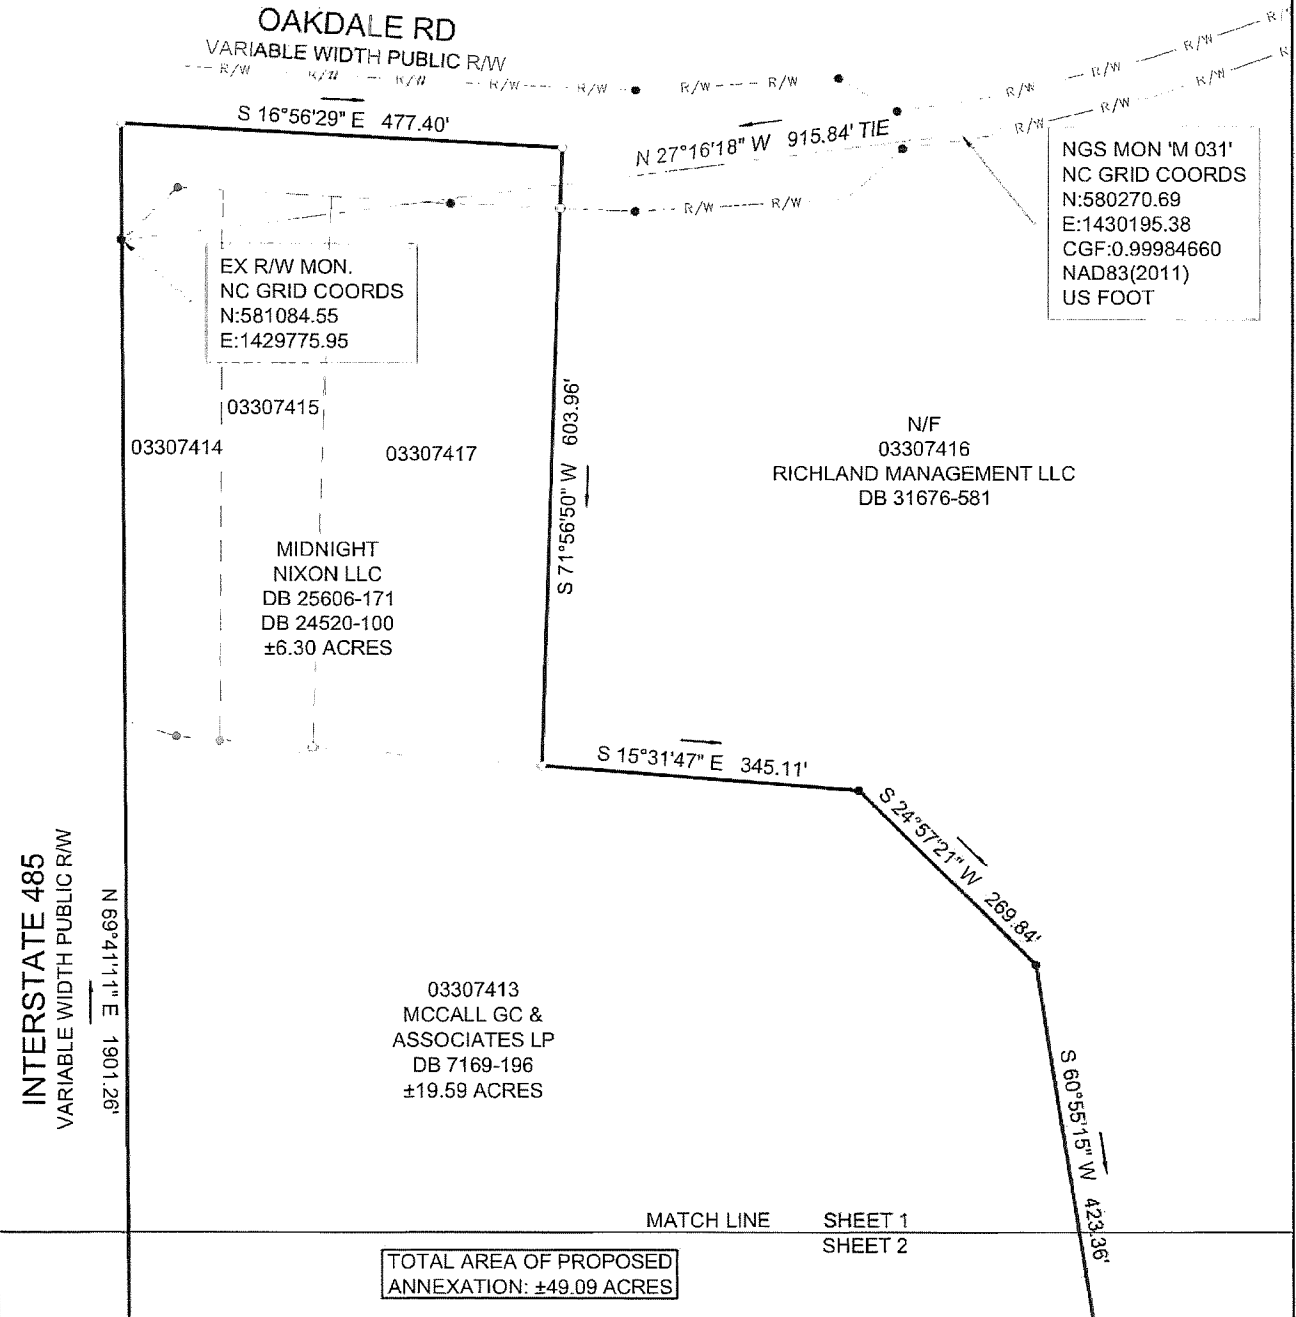 OAKDALE RD
VARIABLE WIDTH PUBLIC R/W
R/W R/W R/W R/W R/W R/W R/W
R/W R/W R/W R/W
R/W R/W R/W R/W
S 16°56'29" E 477.40'
N 27°16'18" W 915.84' TIE
R/W R/W
NGS MON 'M 031'
NC GRID COORDS
N:580270.69
E:1430195.38
CGF:0.99984660
NAD83(2011)
US FOOT
EX R/W MON.
NC GRID COORDS
N:581084.55
E:1429775.95
03307414
03307415
03307417
S 71°56'50" W 603.96'
N/F
03307416
RICHLAND MANAGEMENT LLC
DB 31676-581
MIDNIGHT
NIXON LLC
DB 25606-171
DB 24520-100
±6.30 ACRES
S 15°31'47" E 345.11'
S 24°57'21" W 269.84'
INTERSTATE 485
VARIABLE WIDTH PUBLIC R/W
N 69°41'11" E 1901.26'
03307413
MCCALL GC &
ASSOCIATES LP
DB 7169-196
±19.59 ACRES
S 60°55'15" W 423.36'
MATCH LINE SHEET 1
SHEET 2
TOTAL AREA OF PROPOSED
ANNEXATION: ±49.09 ACRES